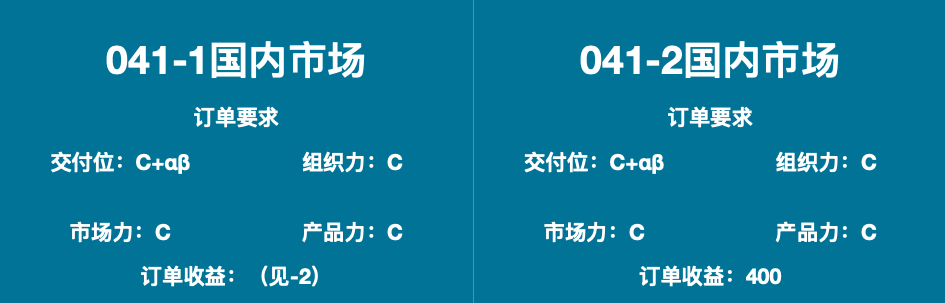 041-1国内市场
订单要求
交付位：C+αβ 组织力：C
市场力：C 产品力：C
订单收益：（见-2）
041-2国内市场
订单要求
交付位：C+αβ 组织力：C
市场力：C 产品力：C
订单收益：400